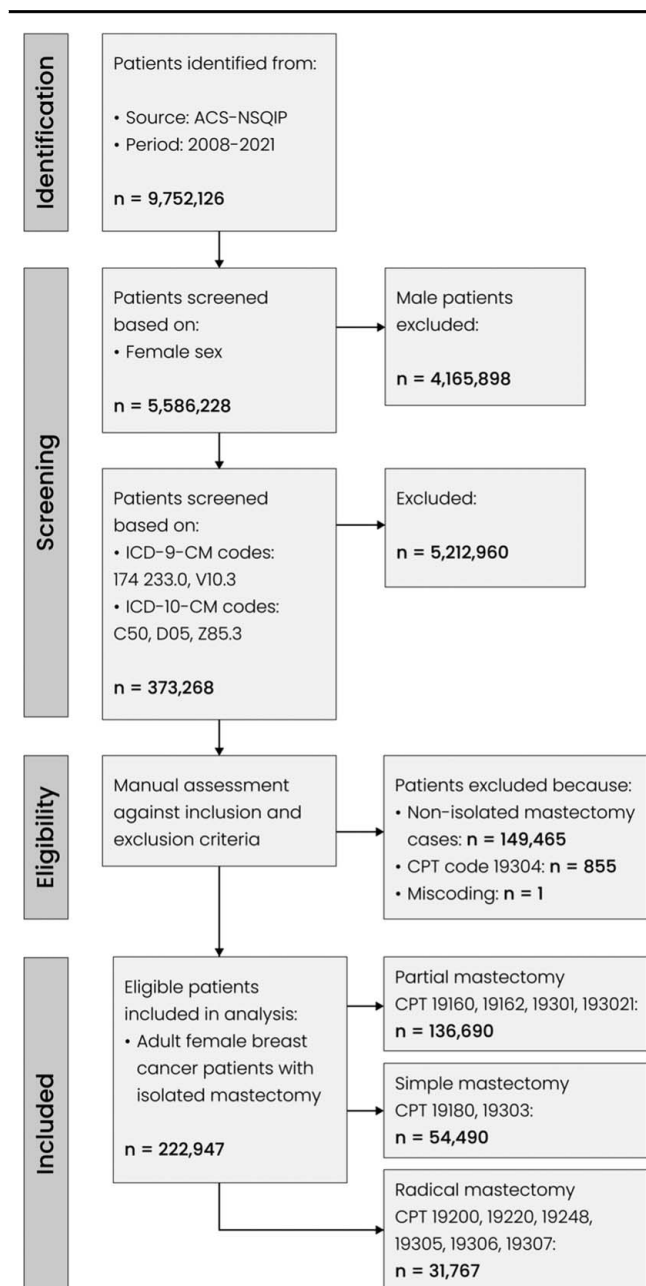 Identification
Patients identified from:
• Source: ACS-NSQIP
• Period: 2008-2021
n = 9,752,126
Screening
Patients screened
based on:
• Female sex
n = 5,586,228
Male patients
excluded:
n = 4,165,898
Patients screened
based on:
• ICD-9-CM codes:
174 233.0, V10.3
• ICD-10-CM codes:
C50, D05, Z85.3
n = 373,268
Excluded:
n = 5,212,960
Eligibility
Manual assessment
against inclusion and
exclusion criteria
Patients excluded because:
• Non-isolated mastectomy
cases: n = 149,465
• CPT code 19304: n = 855
• Miscoding: n = 1
Included
Eligible patients
included in analysis:
• Adult female breast
cancer patients with
isolated mastectomy
n = 222,947
Partial mastectomy
CPT 19160, 19162, 19301, 193021:
n = 136,690
Simple mastectomy
CPT 19180, 19303:
n = 54,490
Radical mastectomy
CPT 19200, 19220, 19248,
19305, 19306, 19307:
n = 31,767